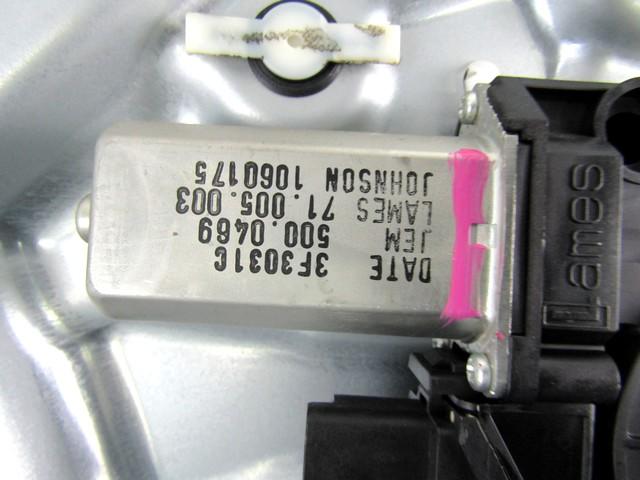 DATE 3F3031C
JEM 500.0469
LAMES 71.005.003
JOHNSON 1060175
Lames